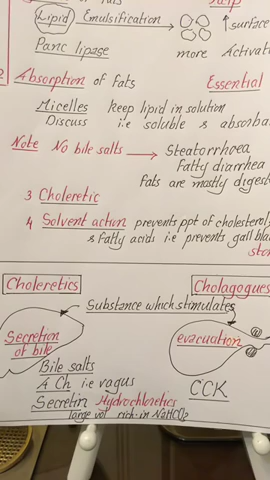 Lipid Emulsification ↑ surface
Panc lipase more Activat
Absorption of Fats Essential
Micelles keep lipid in solution
Discuss i.e soluble & absorba
Note No bile salts → Steatorrhoea
Fatty diarrhea
Fats are mostly digest
3 Choleretic
4 Solvent action prevents ppt of cholesterol,
& fatty acids i.e prevents gall bla
ston
Choleretics Cholagogues
Substance which stimulates
Secretion of bile evacuation
Bile salts
A Ch i.e vagus CCK
Secretin Hydrocholeretics
large vol rich in NaHCO3